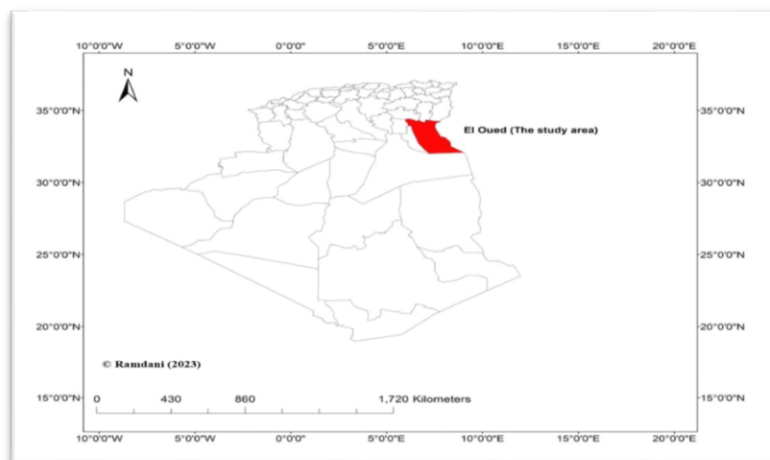 10°0'0"W 5°0'0"W 0°0'0" 5°0'0"E 10°0'0"E 15°0'0"E 20°0'0"E
N
35°0'0"N 35°0'0"N
El Oued (The study area)
30°0'0"N 30°0'0"N
25°0'0"N 25°0'0"N
20°0'0"N 20°0'0"N
© Ramdani (2023)
0 430 860 1,720 Kilometers
15°0'0"N 15°0'0"N
10°0'0"W 5°0'0"W 0°0'0" 5°0'0"E 10°0'0"E 15°0'0"E 20°0'0"E